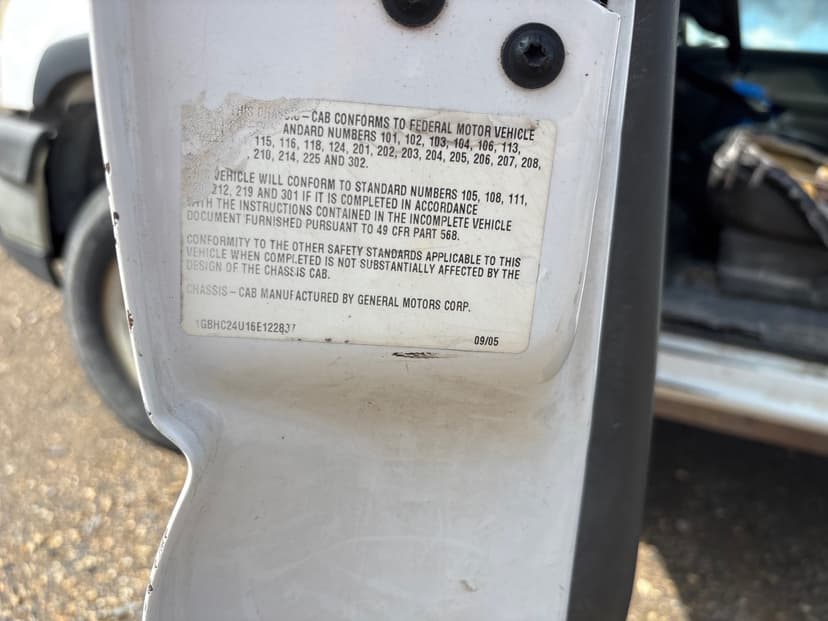 THIS CHASSIS – CAB CONFORMS TO FEDERAL MOTOR VEHICLE
ANDARD NUMBERS 101, 102, 103, 104, 106, 113,
115, 116, 118, 124, 201, 202, 203, 204, 205, 206, 207, 208,
210, 214, 225 AND 302.
VEHICLE WILL CONFORM TO STANDARD NUMBERS 105, 108, 111,
212, 219 AND 301 IF IT IS COMPLETED IN ACCORDANCE
WITH THE INSTRUCTIONS CONTAINED IN THE INCOMPLETE VEHICLE
DOCUMENT FURNISHED PURSUANT TO 49 CFR PART 568.
CONFORMITY TO THE OTHER SAFETY STANDARDS APPLICABLE TO THIS
VEHICLE WHEN COMPLETED IS NOT SUBSTANTIALLY AFFECTED BY THE
DESIGN OF THE CHASSIS CAB.
CHASSIS – CAB MANUFACTURED BY GENERAL MOTORS CORP.
1GBHC24U16E122837
09/05